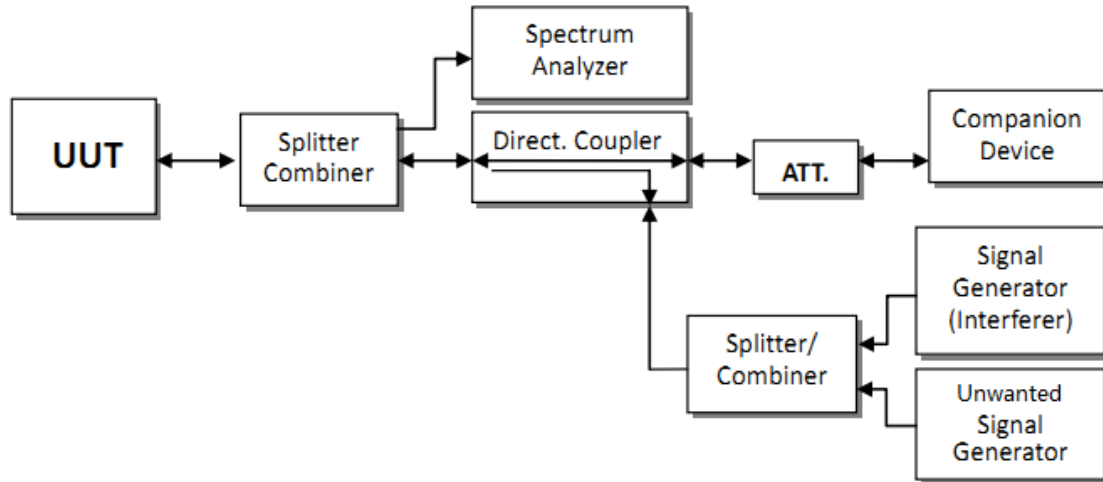 Spectrum
Analyzer
UUT
Splitter
Combiner
Direct. Coupler
ATT.
Companion
Device
Signal
Generator
(Interferer)
Splitter/
Combiner
Unwanted
Signal
Generator